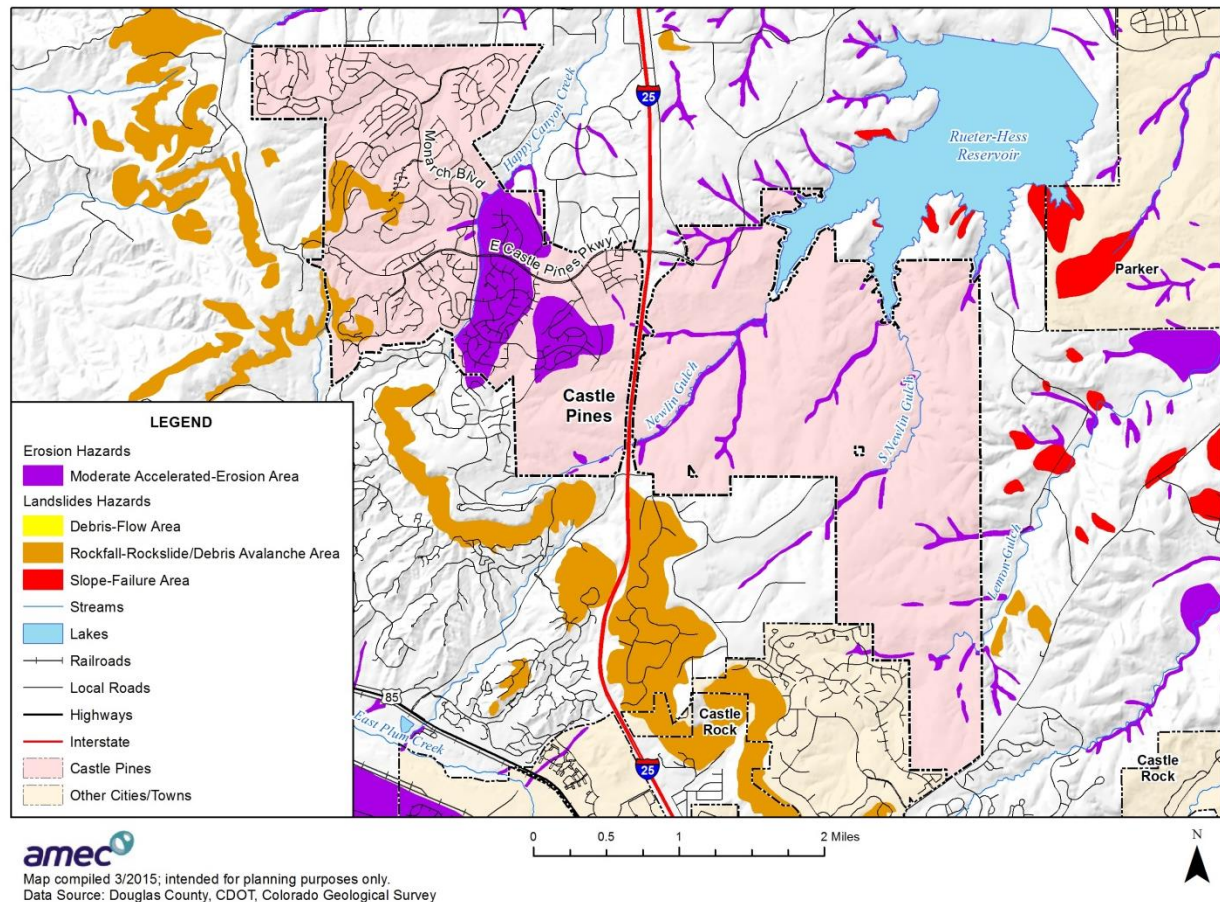 25
Happy Canyon Creek
Monarch Blvd
Rueter-Hess
Reservoir
E Castle Pines Pkwy
Parker
Castle
Pines
Newlin Gulch
S Newlin Gulch
Lemon Gulch
85
East Plum Creek
Castle
Rock
25
Castle
Rock
LEGEND
Erosion Hazards
Moderate Accelerated-Erosion Area
Landslides Hazards
Debris-Flow Area
Rockfall-Rockslide/Debris Avalanche Area
Slope-Failure Area
Streams
Lakes
Railroads
Local Roads
Highways
Interstate
Castle Pines
Other Cities/Towns
0 0.5 1 2 Miles
N
amec
Map compiled 3/2015; intended for planning purposes only.
Data Source: Douglas County, CDOT, Colorado Geological Survey